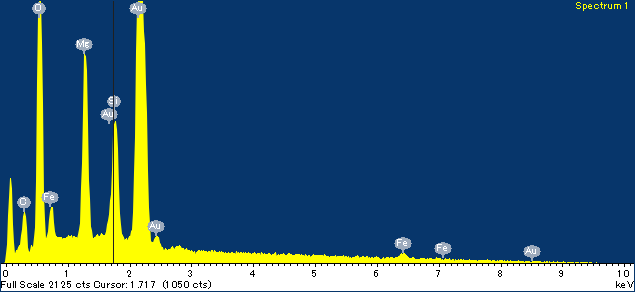 Spectrum 1
O Au
Mg
Si
Au
Fe
Au
Fe Fe Au
0 1 2 3 4 5 6 7 8 9 10
Full Scale 2125 cts Cursor: 1.717 (1050 cts) keV